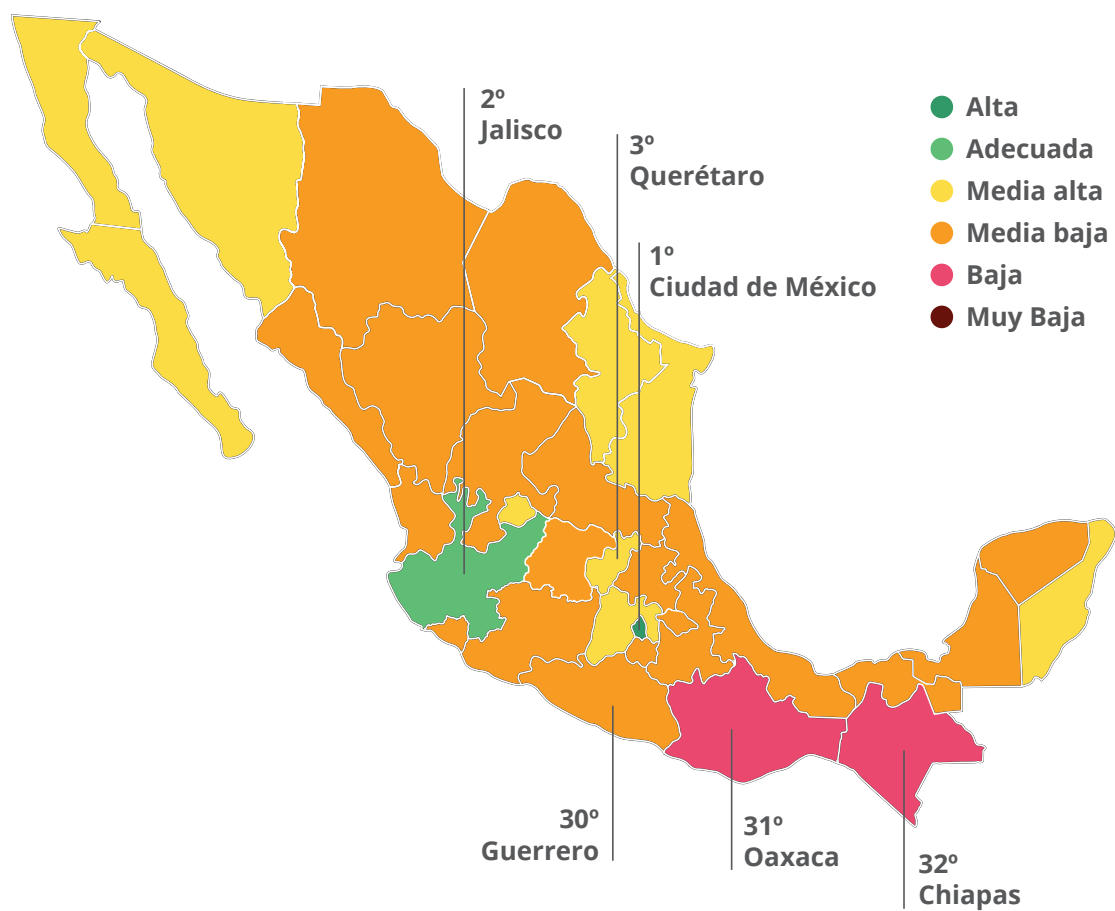 2º
Jalisco
3º
Querétaro
1º
Ciudad de México
Alta
Adecuada
Media alta
Media baja
Baja
Muy Baja
30º
Guerrero
31º
Oaxaca
32º
Chiapas